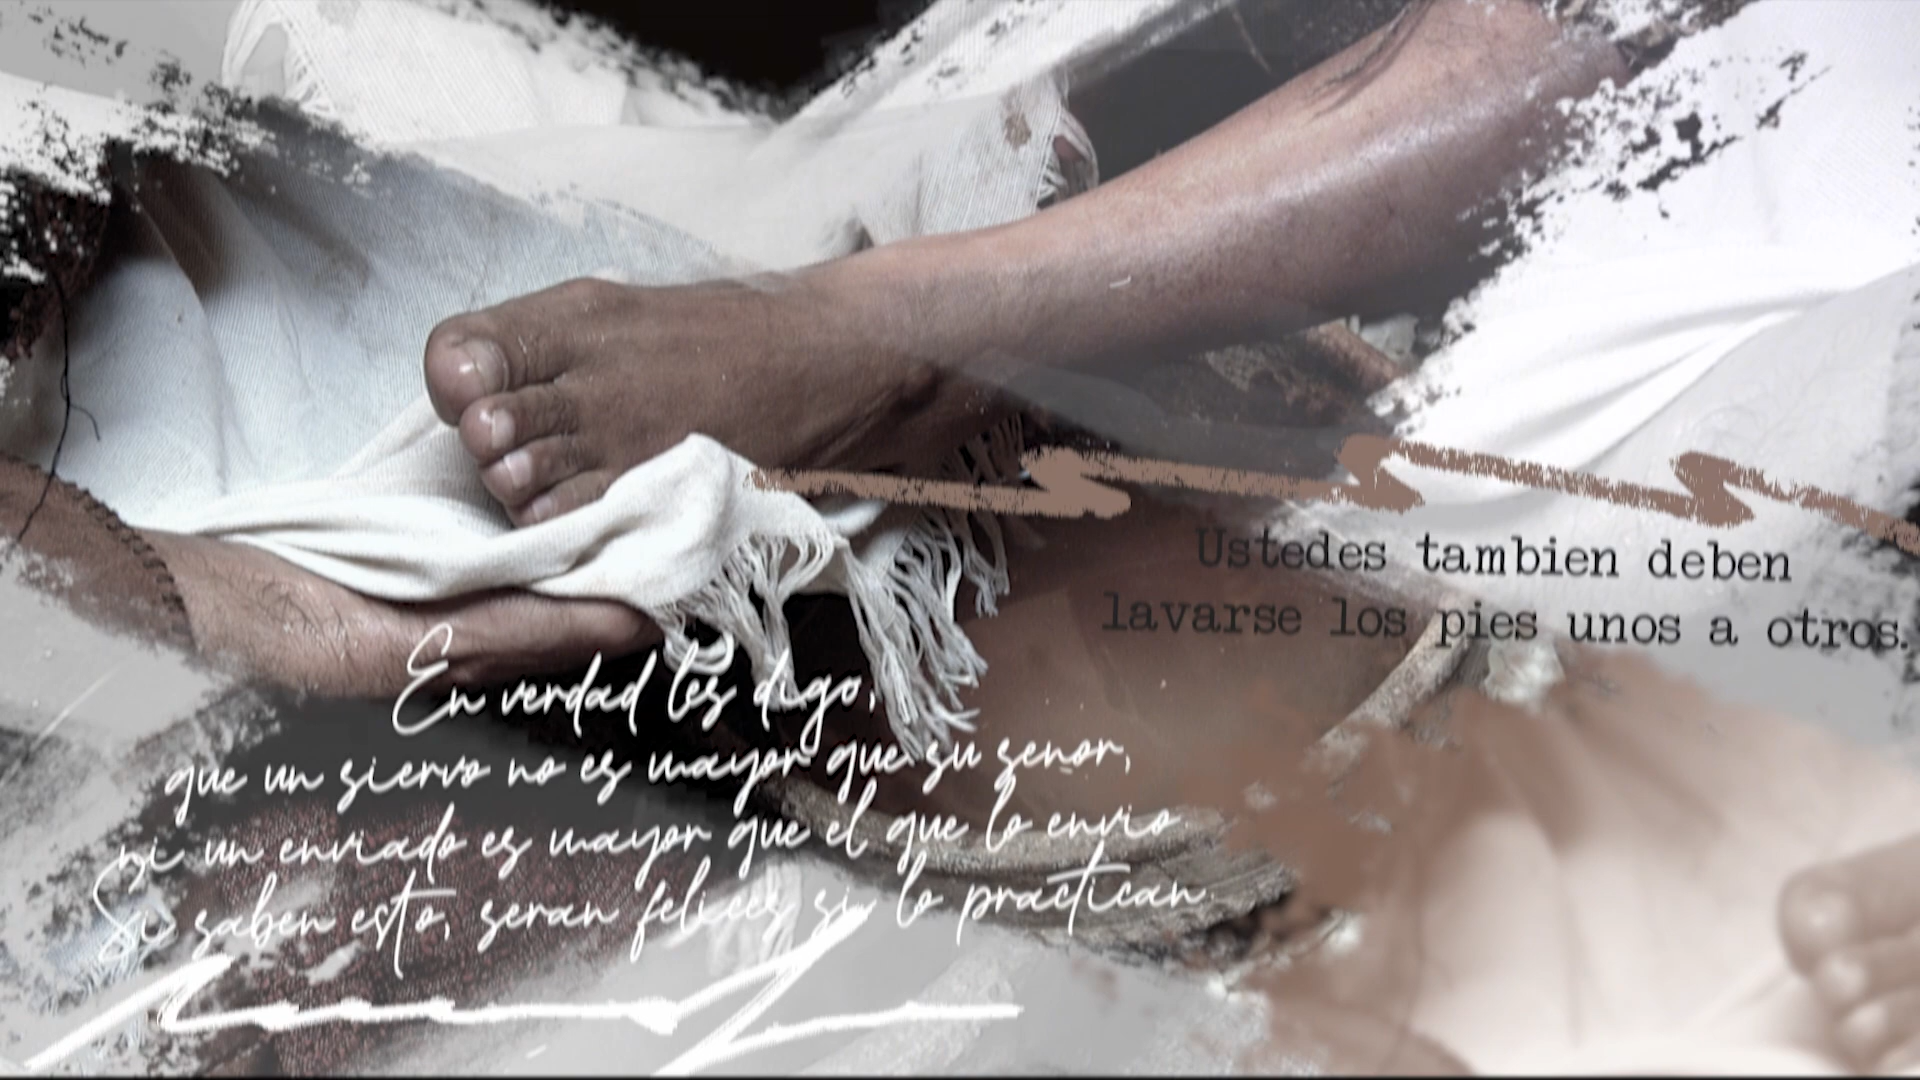 Ustedes tambien deben
lavarse los pies unos a otros.
En verdad les digo,
que un siervo no es mayor que su senor,
ni un enviado es mayor que el que lo envio
Si saben esto, seran felices si lo practican.